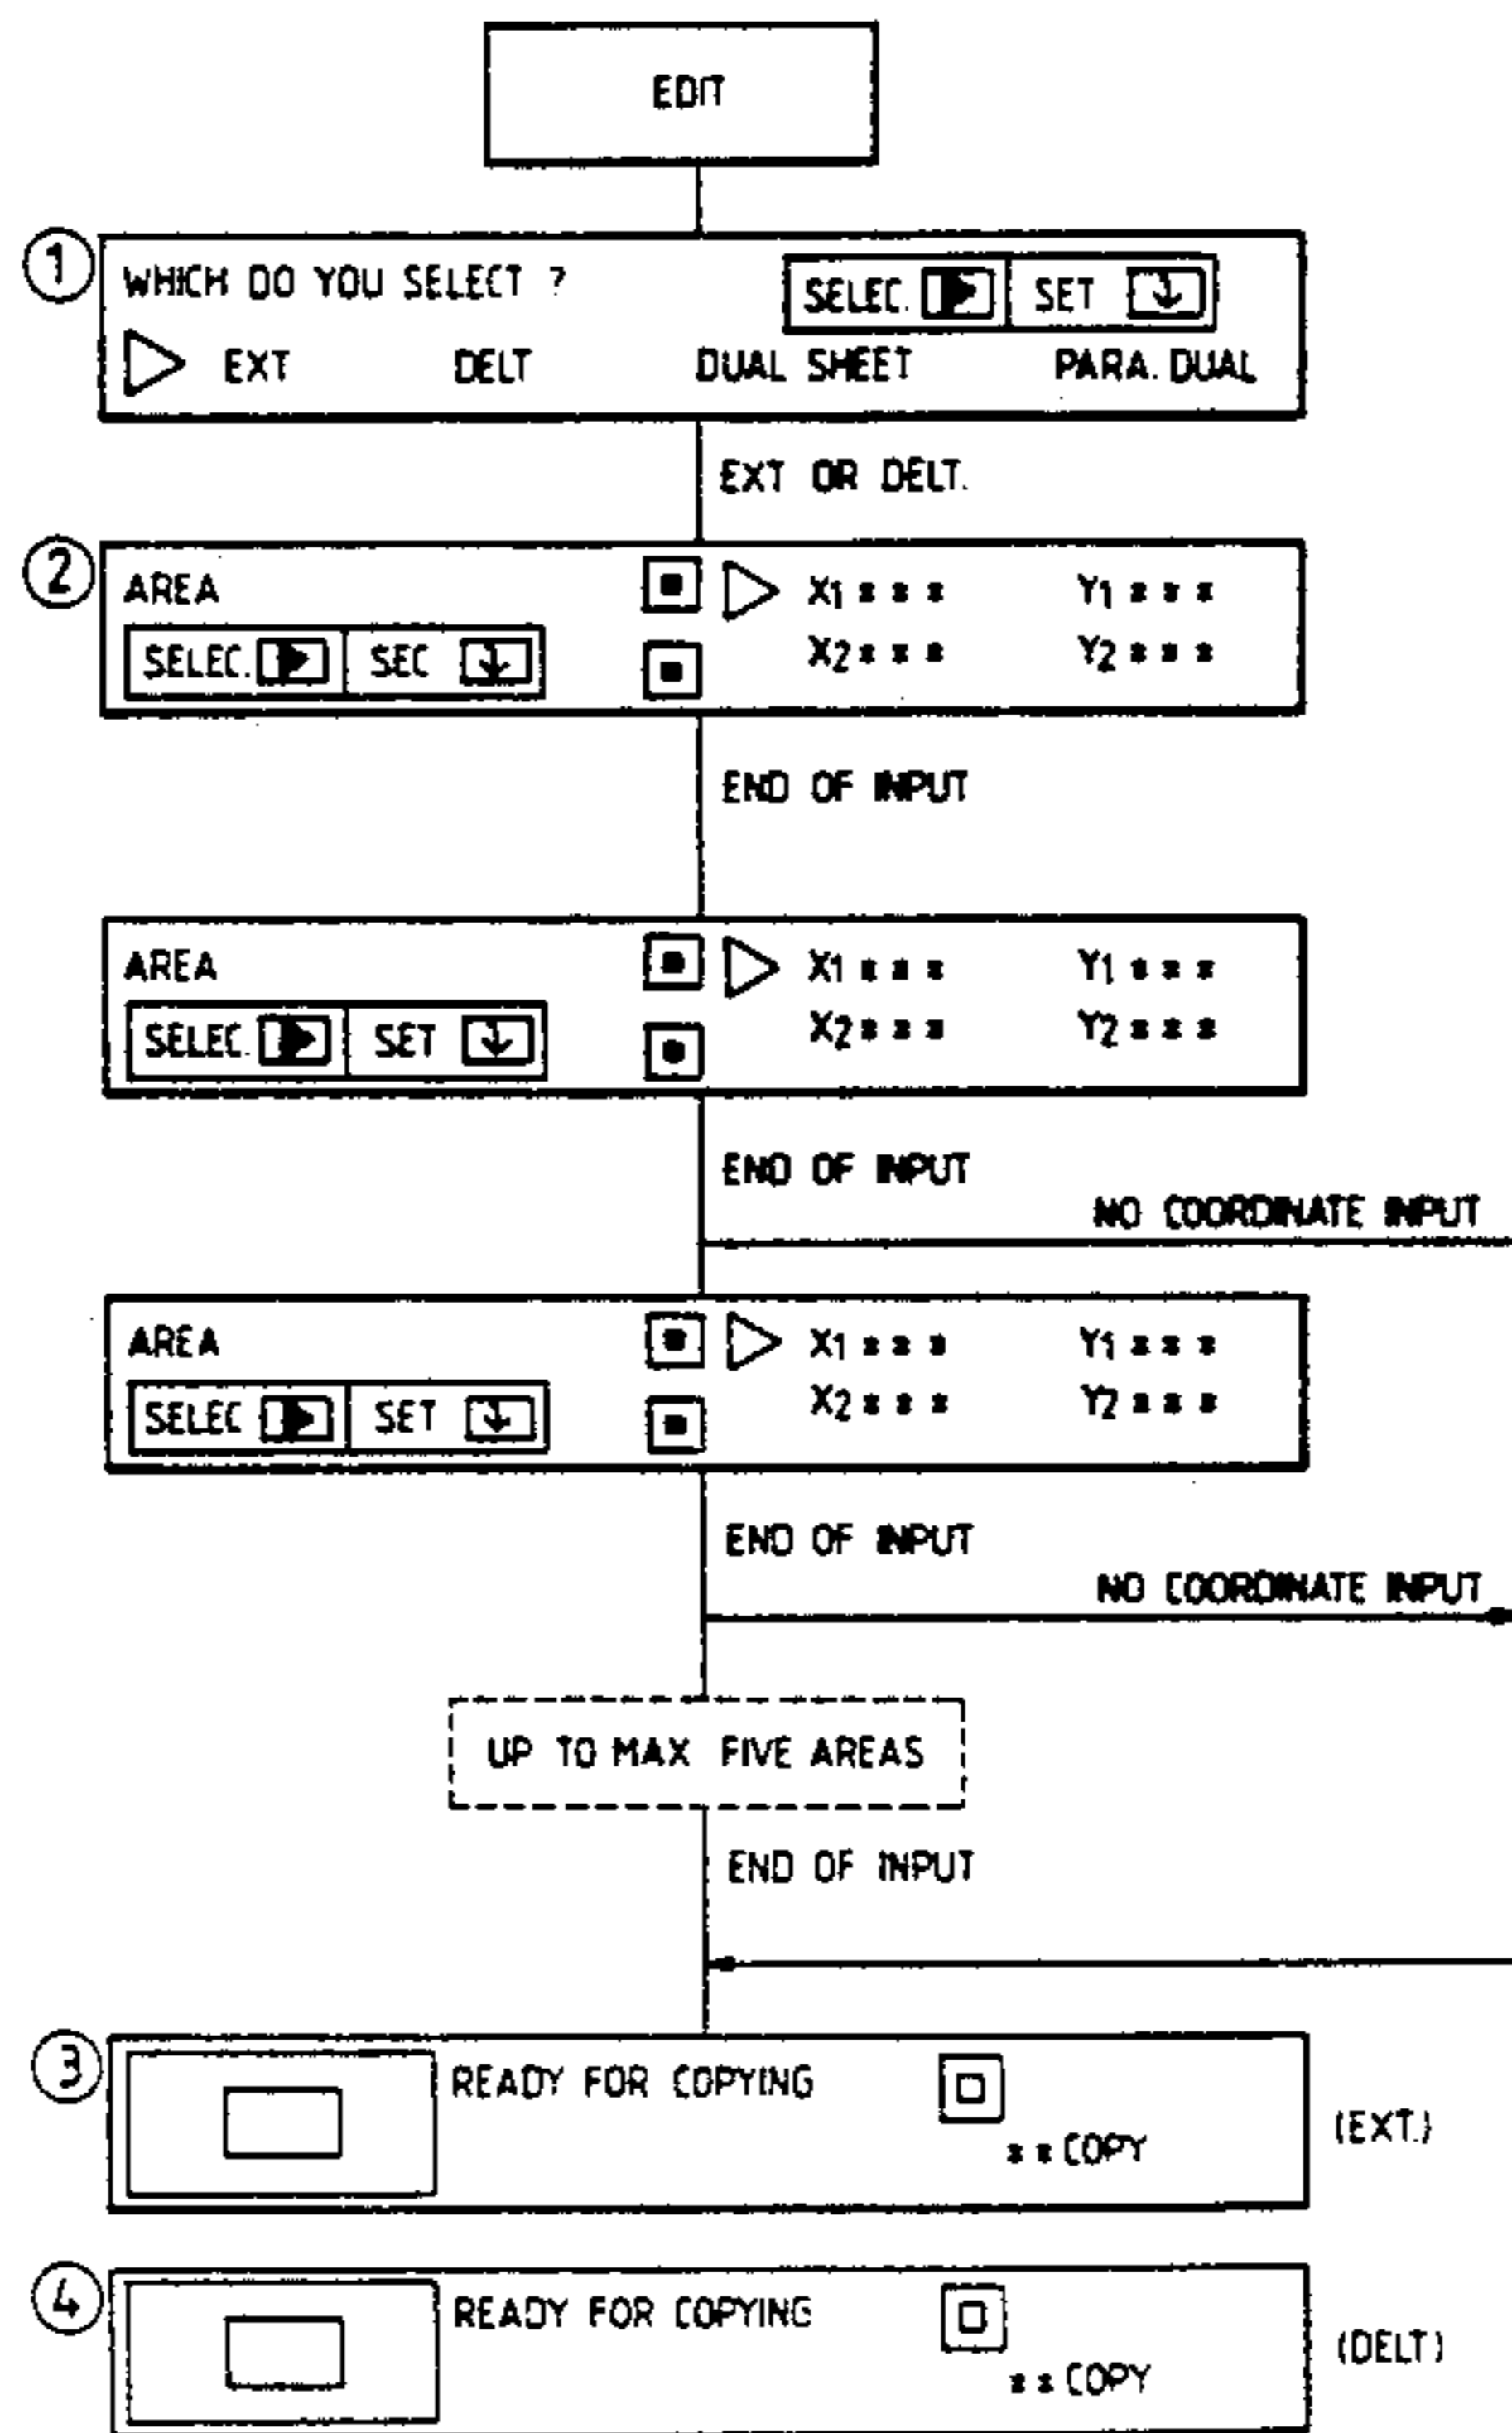 EDIT
①
WHICH DO YOU SELECT ? SELEC. SET
EXT DELT DUAL SHEET PARA. DUAL
EXT OR DELT.
②
AREA X1 * * * Y1 * * *
SELEC. SEC X2 * * * Y2 * * *
END OF INPUT
AREA X1 * * * Y1 * * *
SELEC SET X2 * * * Y2 * * *
END OF INPUT
NO COORDINATE INPUT
AREA X1 * * * Y1 * * *
SELEC SET X2 * * * Y2 * * *
END OF INPUT
NO COORDINATE INPUT
UP TO MAX FIVE AREAS
END OF INPUT
③
READY FOR COPYING
* * COPY
(EXT.)
④
READY FOR COPYING
* * COPY
(DELT)